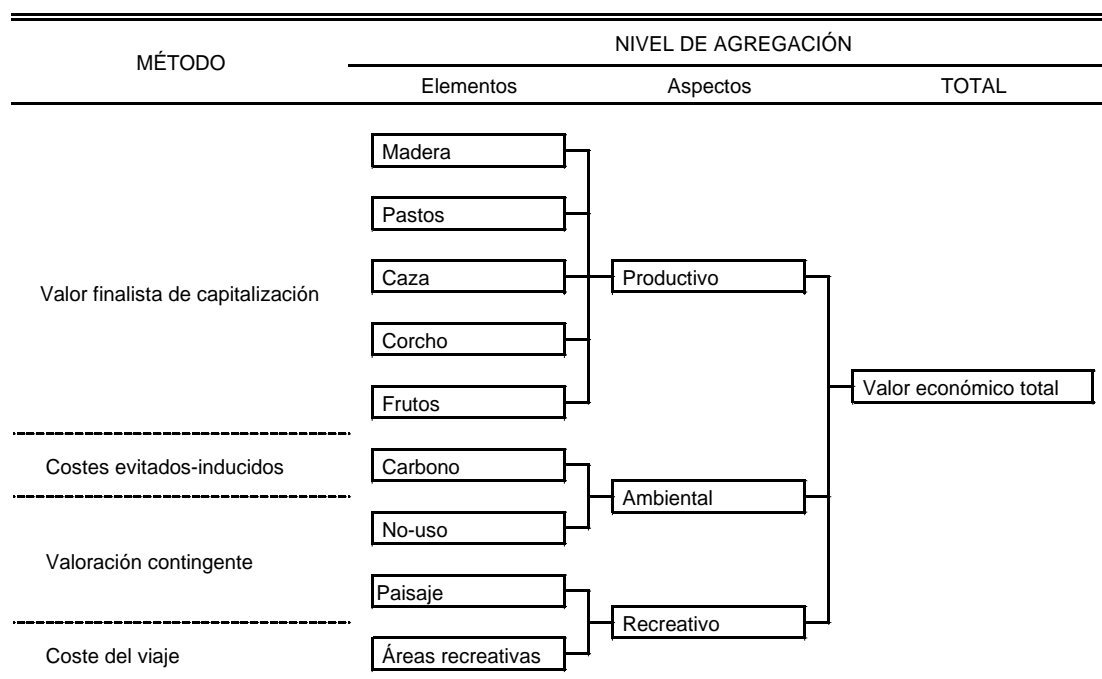 MÉTODO
NIVEL DE AGREGACIÓN
Elementos Aspectos TOTAL
Madera
Pastos
Valor finalista de capitalización
Caza
Productivo
Corcho
Frutos
Valor económico total
Costes evitados-inducidos
Carbono
Ambiental
No-uso
Valoración contingente
Paisaje
Recreativo
Coste del viaje
Áreas recreativas